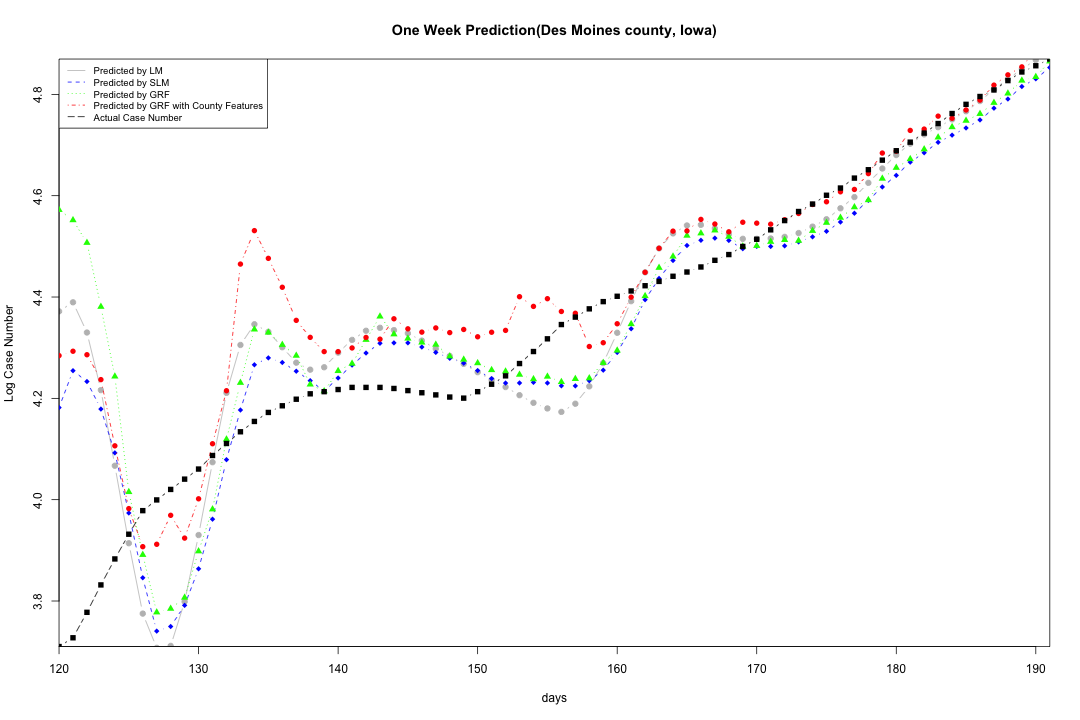 One Week Prediction(Des Moines county, Iowa)
Predicted by LM
Predicted by SLM
Predicted by GRF
Predicted by GRF with County Features
Actual Case Number
Log Case Number
4.8
4.6
4.4
4.2
4.0
3.8
120 130 140 150 160 170 180 190
days